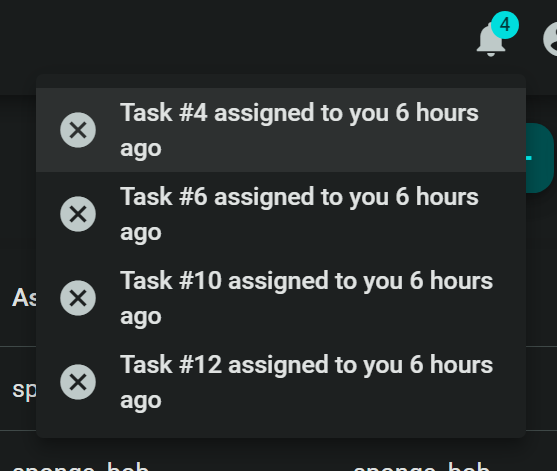 4
Task #4 assigned to you 6 hours
ago
Task #6 assigned to you 6 hours
ago
As
Task #10 assigned to you 6 hours
ago
sp
Task #12 assigned to you 6 hours
ago